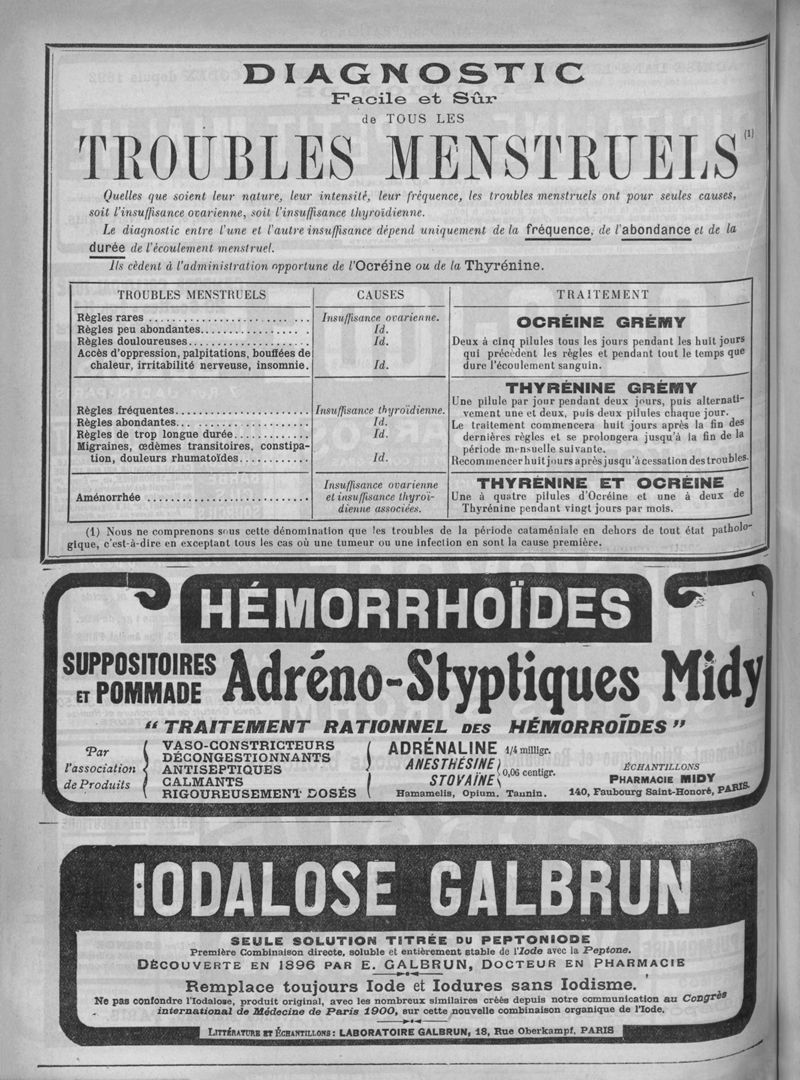 DIAGNOSTIC
Facile et Sûr
de TOUS LES
TROUBLES MENSTRUELS (1)
Quelles que soient leur nature, leur intensité, leur fréquence, les troubles menstruels ont pour seules causes,
soit l'insuffisance ovarienne, soit l'insuffisance thyroïdienne.
Le diagnostic entre l'une et l'autre insuffisance dépend uniquement de la fréquence, de l'abondance et de la
durée de l'écoulement menstruel.
Ils cèdent à l'administration opportune de l'Ocréine ou de la Thyrénine.
TROUBLES MENSTRUELS CAUSES TRAITEMENT
Règles rares Insuffisance ovarienne.
Règles peu abondantes Id.
Règles douloureuses Id.
Accès d'oppression, palpitations, bouffées de
chaleur, irritabilité nerveuse, insomnie. Id.
OCRÉINE GRÉMY
Deux à cinq pilules tous les jours pendant les huit jours
qui précèdent les règles et pendant tout le temps que
dure l'écoulement sanguin.
Règles fréquentes Insuffisance thyroïdienne.
Règles abondantes Id.
Règles de trop longue durée Id.
Migraines, œdèmes transitoires, constipa-
tion, douleurs rhumatoïdes Id.
THYRÉNINE GRÉMY
Une pilule par jour pendant deux jours, puis alternati-
vement une et deux, puis deux pilules chaque jour.
Le traitement commencera huit jours après la fin des
dernières règles et se prolongera jusqu'à la fin de la
période mensuelle suivante.
Recommencer huit jours après jusqu'à cessation des troubles.
Aménorrhée
Insuffisance ovarienne
et insuffisance thyroï-
dienne associées.
THYRÉNINE ET OCRÉINE
Une à quatre pilules d'Ocréine et une à deux de
Thyrénine pendant vingt jours par mois.
(1) Nous ne comprenons sous cette dénomination que les troubles de la période cataméniale en dehors de tout état patholo-
gique, c'est-à-dire en exceptant tous les cas où une tumeur ou une infection en sont la cause première.
HÉMORRHOÏDES
SUPPOSITOIRES
ET POMMADE
Adréno-Styptiques Midy
“ TRAITEMENT RATIONNEL DES HÉMORROÏDES ”
Par
l'association
de Produits
VASO-CONSTRICTEURS
DÉCONGESTIONNANTS
ANTISEPTIQUES
CALMANTS
RIGOUREUSEMENT DOSÉS
ADRÉNALINE 1/4 milligr.
ANESTHÉSINE
STOVAÏNE
0,06 centigr.
Hamamelis, Opium, Tannin.
ÉCHANTILLONS
PHARMACIE MIDY
140, Faubourg Saint-Honoré, PARIS.
IODALOSE GALBRUN
SEULE SOLUTION TITRÉE DU PEPTONIODE
Première Combinaison directe, soluble et entièrement stable de l'Iode avec la Peptone.
DÉCOUVERTE EN 1896 PAR E. GALBRUN, DOCTEUR EN PHARMACIE
Remplace toujours Iode et Iodures sans Iodisme.
Ne pas confondre l'Iodalose, produit original, avec les nombreux similaires créés depuis notre communication au Congrès
international de Médecine de Paris 1900, sur cette nouvelle combinaison organique de l'Iode.
LITTÉRATURE ET ÉCHANTILLONS : LABORATOIRE GALBRUN, 18, Rue Oberkampf, PARIS